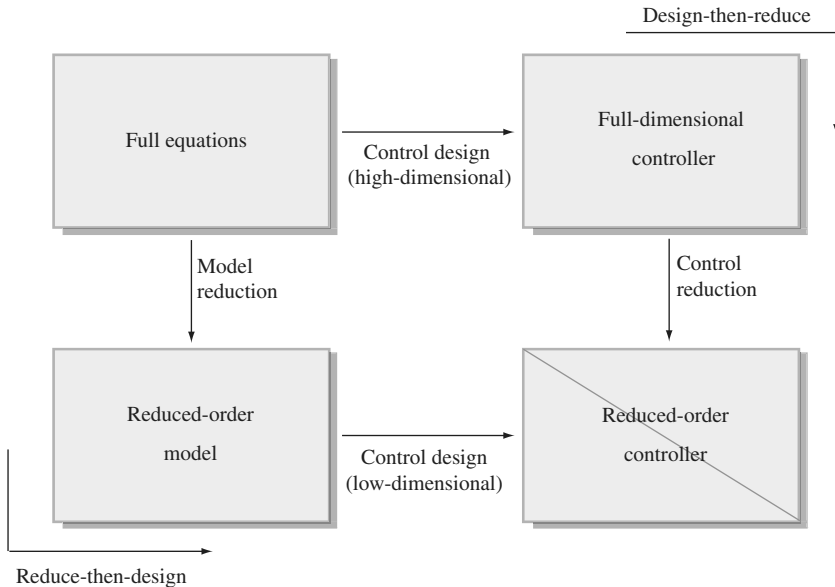 Design-then-reduce
Full equations
Control design
(high-dimensional)
Full-dimensional
controller
Model
reduction
Control
reduction
Reduced-order
model
Control design
(low-dimensional)
Reduced-order
controller
Reduce-then-design